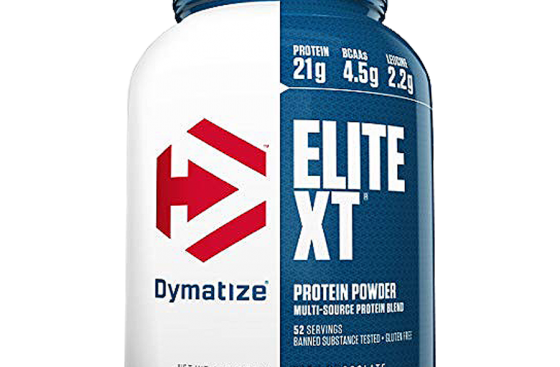 PROTEIN BCAAs LEUCINE
21g 4.5g 2.2g
ELITE
XT®
Dymatize®
PROTEIN POWDER
MULTI-SOURCE PROTEIN BLEND
52 SERVINGS
BANNED SUBSTANCE TESTED • GLUTEN FREE